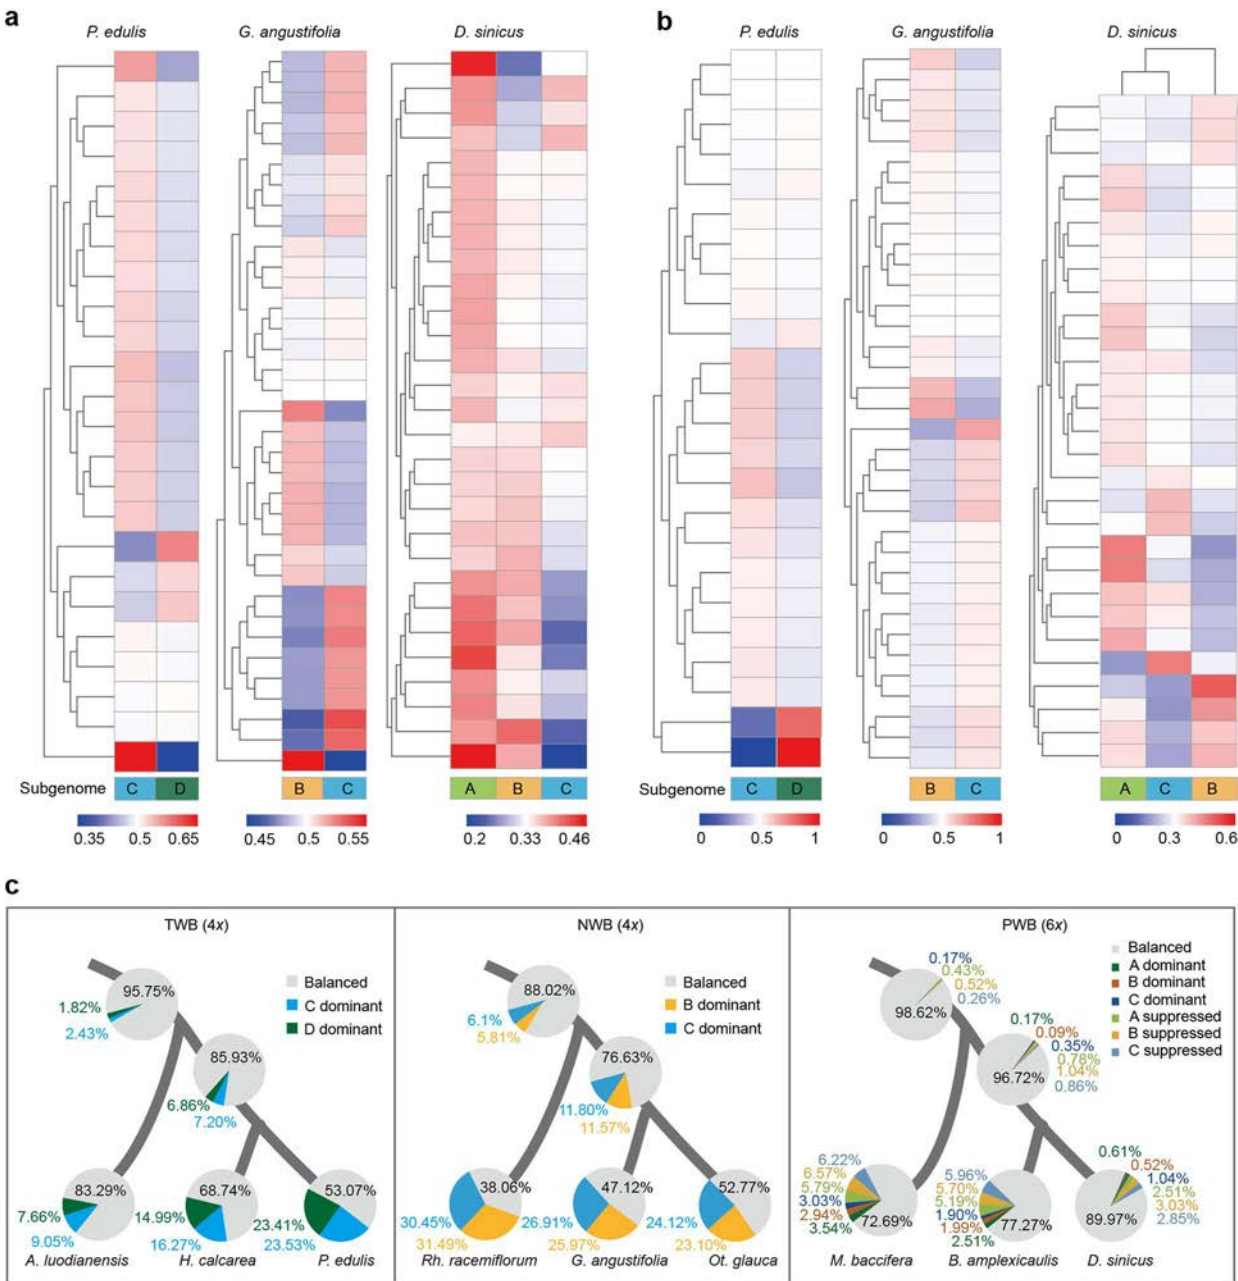 a
b
P. edulis
G. angustifolia
D. sinicus
P. edulis
G. angustifolia
D. sinicus
Subgenome
C D
B C
A B C
Subgenome
C D
B C
A C B
0.35 0.5 0.65
0.45 0.5 0.55
0.2 0.33 0.46
0 0.5 1
0 0.5 1
0 0.3 0.6
c
TWB (4x)
Balanced
C dominant
D dominant
95.75%
1.82%
2.43%
85.93%
6.86%
7.20%
83.29%
7.66%
9.05%
A. luodianensis
68.74%
14.99%
16.27%
H. calcarea
53.07%
23.41%
23.53%
P. edulis
NWB (4x)
Balanced
B dominant
C dominant
88.02%
6.1%
5.81%
76.63%
11.80%
11.57%
38.06%
30.45%
31.49%
Rh. racemiflorum
47.12%
26.91%
25.97%
G. angustifolia
52.77%
24.12%
23.10%
Ot. glauca
PWB (6x)
Balanced
A dominant
B dominant
C dominant
A suppressed
B suppressed
C suppressed
0.17%
0.43%
0.52%
0.26%
98.62%
0.17%
0.09%
0.35%
0.78%
1.04%
0.86%
96.72%
6.22%
6.57%
5.79%
3.03%
2.94%
3.54%
72.69%
M. baccifera
5.96%
5.70%
5.19%
1.90%
1.99%
2.51%
77.27%
B. amplexicaulis
0.61%
0.52%
1.04%
2.51%
3.03%
2.85%
89.97%
D. sinicus